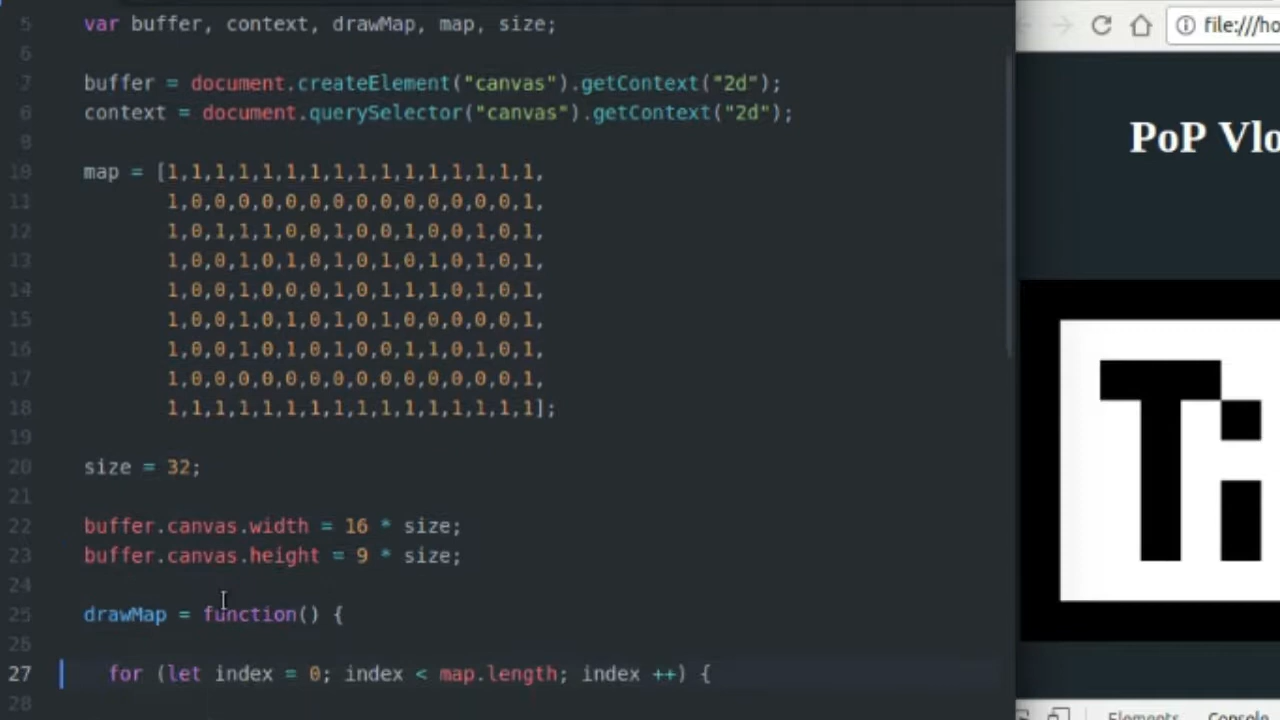 5 var buffer, context, drawMap, map, size;
6
7 buffer = document.createElement("canvas").getContext("2d");
8 context = document.querySelector("canvas").getContext("2d");
9
10 map = [1,1,1,1,1,1,1,1,1,1,1,1,1,1,1,1,
11 1,0,0,0,0,0,0,0,0,0,0,0,0,0,0,1,
12 1,0,1,1,1,0,0,1,0,0,1,0,0,1,0,1,
13 1,0,0,1,0,1,0,1,0,1,0,1,0,1,0,1,
14 1,0,0,1,0,0,0,1,0,1,1,1,0,1,0,1,
15 1,0,0,1,0,1,0,1,0,1,0,0,0,0,0,1,
16 1,0,0,1,0,1,0,1,0,0,1,1,0,1,0,1,
17 1,0,0,0,0,0,0,0,0,0,0,0,0,0,0,1,
18 1,1,1,1,1,1,1,1,1,1,1,1,1,1,1,1];
19
20 size = 32;
21
22 buffer.canvas.width = 16 * size;
23 buffer.canvas.height = 9 * size;
24
25 drawMap = function() {
26
27 for (let index = 0; index < map.length; index ++) {
28
file:///ho
PoP Vlo
Ti
Elements Console